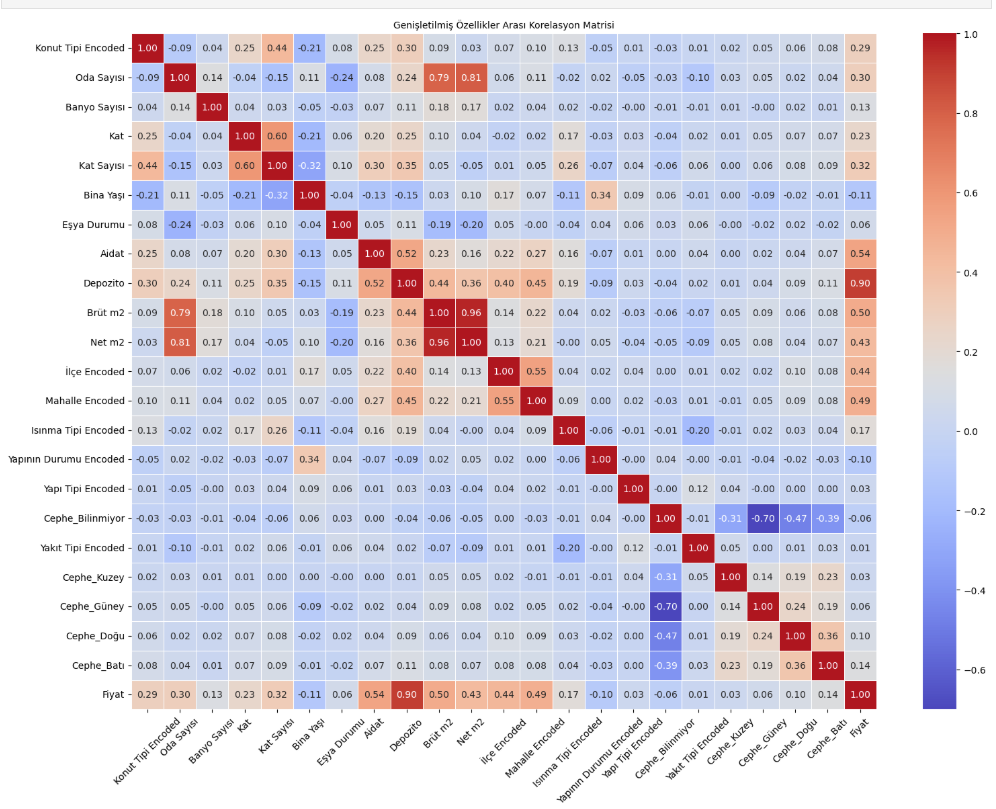 Genişletilmiş Özellikler Arası Korelasyon Matrisi
Konut Tipi Encoded 1.00 -0.09 0.04 0.25 0.44 -0.21 0.08 0.25 0.30 0.09 0.03 0.07 0.10 0.13 -0.05 0.01 -0.03 0.01 0.02 0.05 0.06 0.08 0.29
Oda Sayısı -0.09 1.00 0.14 -0.04 -0.15 0.11 -0.24 0.08 0.24 0.79 0.81 0.06 0.11 -0.02 0.02 -0.05 -0.03 -0.10 0.03 0.05 0.02 0.04 0.30
Banyo Sayısı 0.04 0.14 1.00 0.04 0.03 -0.05 -0.03 0.07 0.11 0.18 0.17 0.02 0.04 0.02 -0.02 -0.00 -0.01 -0.01 0.01 -0.00 0.02 0.01 0.13
Kat 0.25 -0.04 0.04 1.00 0.60 -0.21 0.06 0.20 0.25 0.10 0.04 -0.02 0.02 0.17 -0.03 0.03 -0.04 0.02 0.01 0.05 0.07 0.07 0.23
Kat Sayısı 0.44 -0.15 0.03 0.60 1.00 -0.32 0.10 0.30 0.35 0.05 -0.05 0.01 0.05 0.26 -0.07 0.04 -0.06 0.06 0.00 0.06 0.08 0.09 0.32
Bina Yaşı -0.21 0.11 -0.05 -0.21 -0.32 1.00 -0.04 -0.13 -0.15 0.03 0.10 0.17 0.07 -0.11 0.34 0.09 0.06 -0.01 0.00 -0.09 -0.02 -0.01 -0.11
Eşya Durumu 0.08 -0.24 -0.03 0.06 0.10 -0.04 1.00 0.05 0.11 -0.19 -0.20 0.05 -0.00 -0.04 0.04 0.06 0.03 0.06 -0.00 -0.02 0.02 -0.02 0.06
Aidat 0.25 0.08 0.07 0.20 0.30 -0.13 0.05 1.00 0.52 0.23 0.16 0.22 0.27 0.16 -0.07 0.01 0.00 0.04 0.00 0.02 0.04 0.07 0.54
Depozito 0.30 0.24 0.11 0.25 0.35 -0.15 0.11 0.52 1.00 0.44 0.36 0.40 0.45 0.19 -0.09 0.03 -0.04 0.02 0.01 0.04 0.09 0.11 0.90
Brüt m2 0.09 0.79 0.18 0.10 0.05 0.03 -0.19 0.23 0.44 1.00 0.96 0.14 0.22 0.04 0.02 -0.03 -0.06 -0.07 0.05 0.09 0.06 0.08 0.50
Net m2 0.03 0.81 0.17 0.04 -0.05 0.10 -0.20 0.16 0.36 0.96 1.00 0.13 0.21 -0.00 0.05 -0.04 -0.05 -0.09 0.05 0.08 0.04 0.07 0.43
İlçe Encoded 0.07 0.06 0.02 -0.02 0.01 0.17 0.05 0.22 0.40 0.14 0.13 1.00 0.55 0.04 0.02 0.04 0.00 0.01 0.02 0.02 0.10 0.08 0.44
Mahalle Encoded 0.10 0.11 0.04 0.02 0.05 0.07 -0.00 0.27 0.45 0.22 0.21 0.55 1.00 0.09 0.00 0.02 -0.03 0.01 -0.01 0.05 0.09 0.08 0.49
Isınma Tipi Encoded 0.13 -0.02 0.02 0.17 0.26 -0.11 -0.04 0.16 0.19 0.04 -0.00 0.04 0.09 1.00 -0.06 -0.01 -0.01 -0.20 -0.01 0.02 0.03 0.04 0.17
Yapının Durumu Encoded -0.05 0.02 -0.02 -0.03 -0.07 0.34 0.04 -0.07 -0.09 0.02 0.05 0.02 0.00 -0.06 1.00 -0.00 0.04 -0.00 -0.01 -0.04 -0.02 -0.03 -0.10
Yapı Tipi Encoded 0.01 -0.05 -0.00 0.03 0.04 0.09 0.06 0.01 0.03 -0.03 -0.04 0.04 0.02 -0.01 -0.00 1.00 -0.00 0.12 0.04 -0.00 0.00 0.00 0.03
Cephe_Bilinmiyor -0.03 -0.03 -0.01 -0.04 -0.06 0.06 0.03 0.00 -0.04 -0.06 -0.05 0.00 -0.03 -0.01 0.04 -0.00 1.00 -0.01 -0.31 -0.70 -0.47 -0.39 -0.06
Yakıt Tipi Encoded 0.01 -0.10 -0.01 0.02 0.06 -0.01 0.06 0.04 0.02 -0.07 -0.09 0.01 0.01 -0.20 -0.00 0.12 -0.01 1.00 0.05 0.00 0.01 0.03 0.01
Cephe_Kuzey 0.02 0.03 0.01 0.01 0.00 0.00 -0.00 0.00 0.01 0.05 0.05 0.02 -0.01 -0.01 -0.01 0.04 -0.31 0.05 1.00 0.14 0.19 0.23 0.03
Cephe_Güney 0.05 0.05 -0.00 0.05 0.06 -0.09 -0.02 0.02 0.04 0.09 0.08 0.02 0.05 0.02 -0.04 -0.00 -0.70 0.00 0.14 1.00 0.24 0.19 0.06
Cephe_Doğu 0.06 0.02 0.02 0.07 0.08 -0.02 0.02 0.04 0.09 0.06 0.04 0.10 0.09 0.03 -0.02 0.00 -0.47 0.01 0.19 0.24 1.00 0.36 0.10
Cephe_Batı 0.08 0.04 0.01 0.07 0.09 -0.01 -0.02 0.07 0.11 0.08 0.07 0.08 0.08 0.04 -0.03 0.00 -0.39 0.03 0.23 0.19 0.36 1.00 0.14
Fiyat 0.29 0.30 0.13 0.23 0.32 -0.11 0.06 0.54 0.90 0.50 0.43 0.44 0.49 0.17 -0.10 0.03 -0.06 0.01 0.03 0.06 0.10 0.14 1.00
Konut Tipi Encoded
Oda Sayısı
Banyo Sayısı
Kat
Kat Sayısı
Bina Yaşı
Eşya Durumu
Aidat
Depozito
Brüt m2
Net m2
İlçe Encoded
Mahalle Encoded
Isınma Tipi Encoded
Yapının Durumu Encoded
Yapı Tipi Encoded
Cephe_Bilinmiyor
Yakıt Tipi Encoded
Cephe_Kuzey
Cephe_Güney
Cephe_Doğu
Cephe_Batı
Fiyat
1.0
0.8
0.6
0.4
0.2
0.0
−0.2
−0.4
−0.6